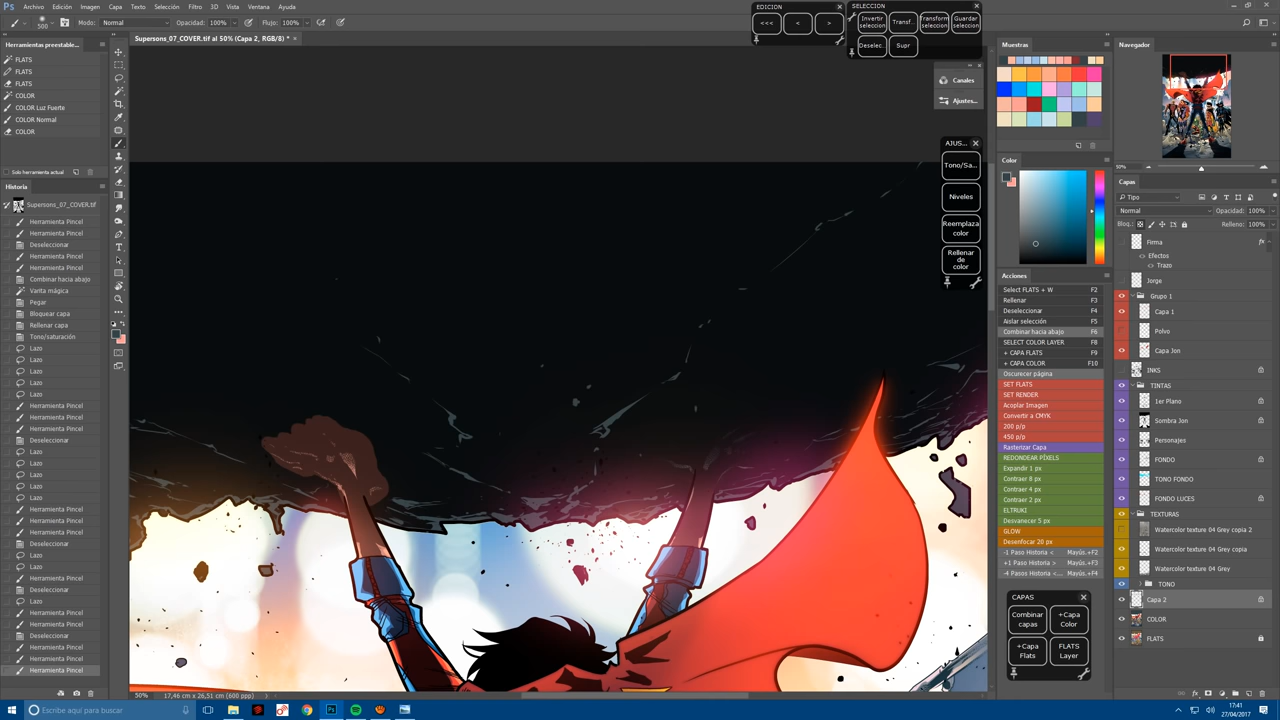 Ps
Archivo Edición Imagen Capa Texto Selección Filtro 3D Vista Ventana Ayuda
500
Modo: Normal
Opacidad: 100%
Flujo: 100%
Supersons_07_COVER.tif al 50% (Capa 2, RGB/8) *
EDICION
<<<
<
>
SELECCION
Invertir seleccion
Transf...
Transform seleccion
Guardar seleccion
Deselec...
Supr
Canales
Ajustes...
AJUS...
Tono/Sa...
Niveles
Reemplaza color
Rellenar de color
Herramientas preestable...
FLATS
FLATS
FLATS
COLOR
COLOR Luz Fuerte
COLOR Normal
COLOR
Solo herramienta actual
Historia
Supersons_07_COVER.tif
Herramienta Pincel
Herramienta Pincel
Deseleccionar
Herramienta Pincel
Herramienta Pincel
Combinar hacia abajo
Varita mágica
Pegar
Bloquear capa
Rellenar capa
Tono/saturación
Lazo
Lazo
Lazo
Lazo
Lazo
Herramienta Pincel
Herramienta Pincel
Herramienta Pincel
Deseleccionar
Lazo
Lazo
Lazo
Lazo
Lazo
Herramienta Pincel
Herramienta Pincel
Herramienta Pincel
Deseleccionar
Lazo
Lazo
Herramienta Pincel
Deseleccionar
Lazo
Herramienta Pincel
Herramienta Pincel
Deseleccionar
Herramienta Pincel
Herramienta Pincel
Herramienta Pincel
50%
17,46 cm x 26,51 cm (600 ppp)
Muestras
Color
Acciones
Select FLATS + W F2
Rellenar F3
Deseleccionar F4
Aislar selección F5
Combinar hacia abajo F6
SELECT COLOR LAYER F8
+ CAPA FLATS F9
+ CAPA COLOR F10
Oscurecer página
SET FLATS
SET RENDER
Acoplar Imagen
Convertir a CMYK
200 p/p
450 p/p
Rasterizar Capa
REDONDEAR PÍXELS
Expandir 1 px
Contraer 8 px
Contraer 4 px
Contraer 2 px
ELTRUKI
Desvanecer 5 px
GLOW
Desenfocar 20 px
-1 Paso Historia < Mayús.+F2
+1 Paso Historia > Mayús.+F3
-4 Pasos Historia <... Mayús.+F4
CAPAS
Combinar capas
+Capa Color
+Capa Flats
FLATS Layer
Navegador
50%
Capas
Tipo
Normal
Opacidad: 100%
Bloq.:
Relleno: 100%
Firma fx
Efectos
Trazo
Jorge
Grupo 1
Capa 1
Polvo
Capa Jon
INKS
TINTAS
1er Plano
Sombra Jon
Personajes
FONDO
TONO FONDO
FONDO LUCES
TEXTURAS
Watercolor texture 04 Grey copia 2
Watercolor texture 04 Grey copia
Watercolor texture 04 Grey
TONO
Capa 2
COLOR
FLATS
fx
Escribe aquí para buscar
Ps
17:41
27/04/2017